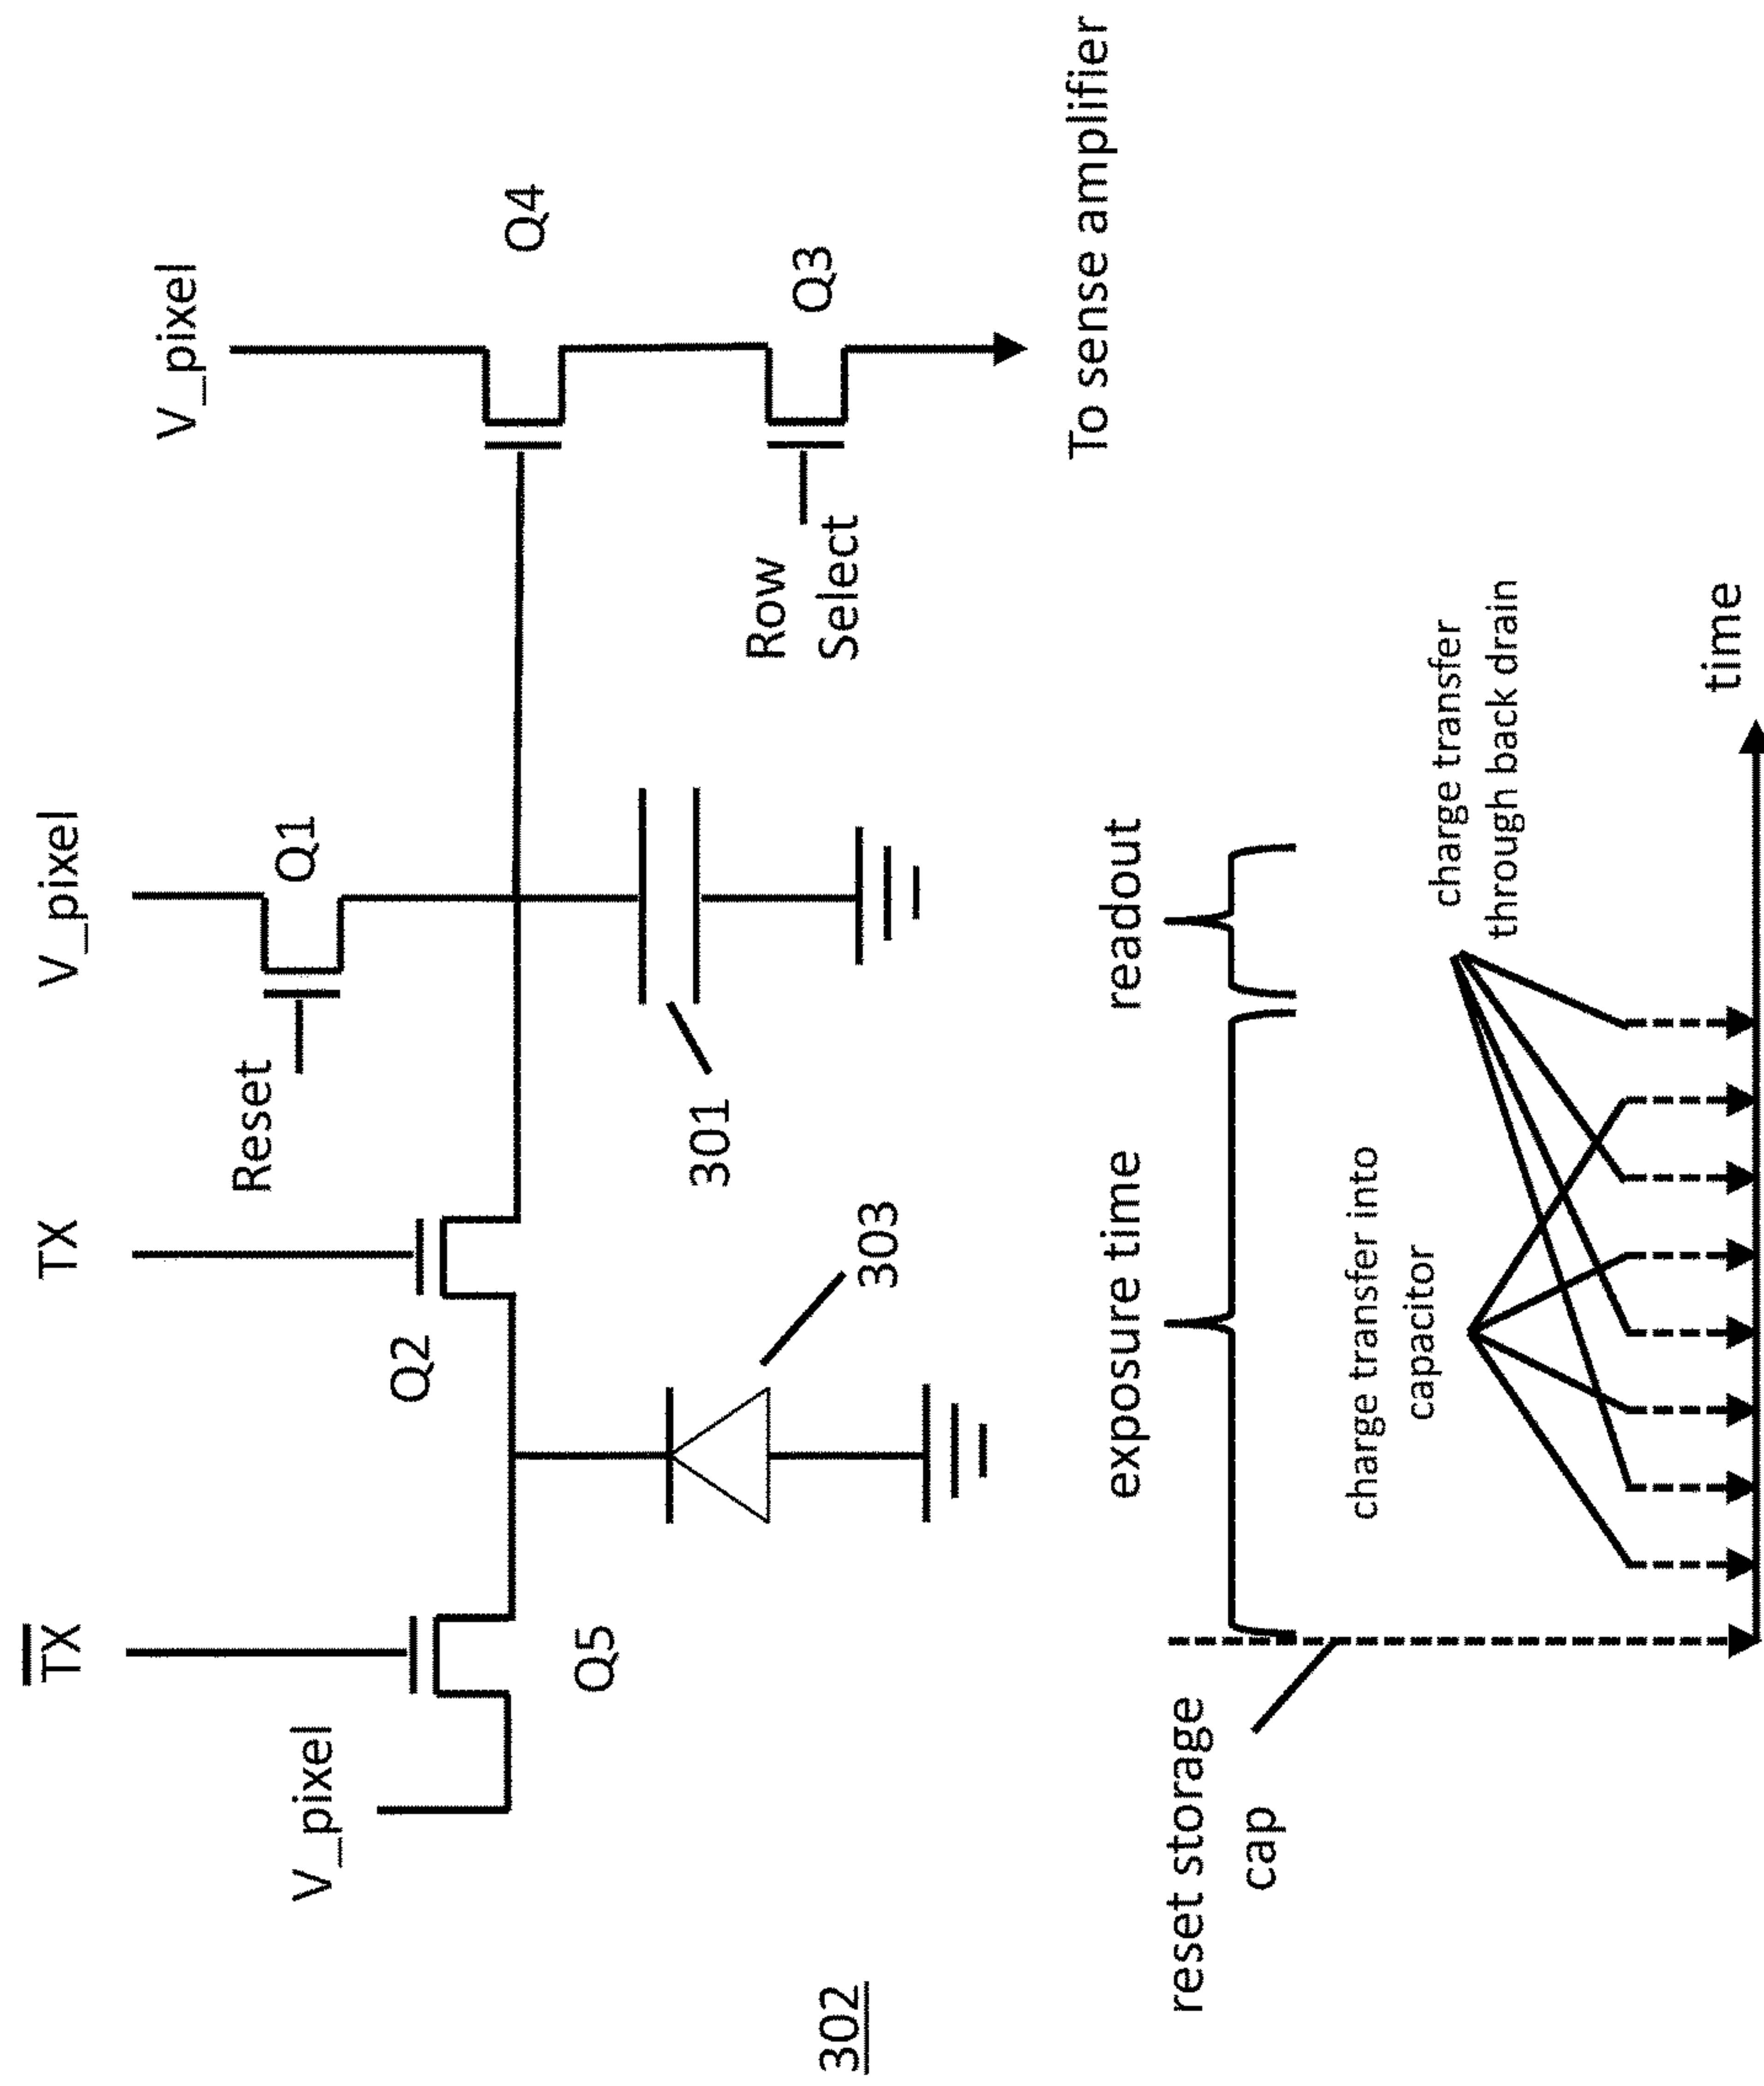 TX
V_pixel
Q5
TX
Q2
303
V_pixel
Reset
Q1
301
V_pixel
Q4
Row
Select
Q3
To sense amplifier
302
reset storage
cap
exposure time
readout
charge transfer into
capacitor
charge transfer
through back drain
time